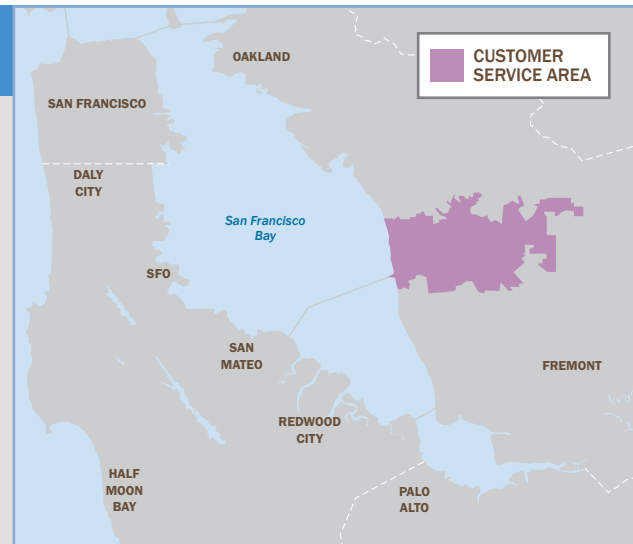 OAKLAND
CUSTOMER
SERVICE AREA
SAN FRANCISCO
DALY
CITY
San Francisco
Bay
SFO
SAN
MATEO
FREMONT
REDWOOD
CITY
HALF
MOON
BAY
PALO
ALTO